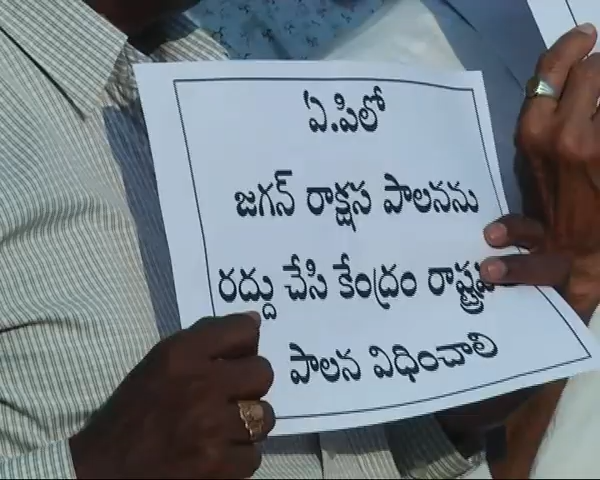 ఏ.పిలో
జగన్ రాక్షస పాలనను
రద్దు చేసి కేంద్రం
పాలన విధించాలి